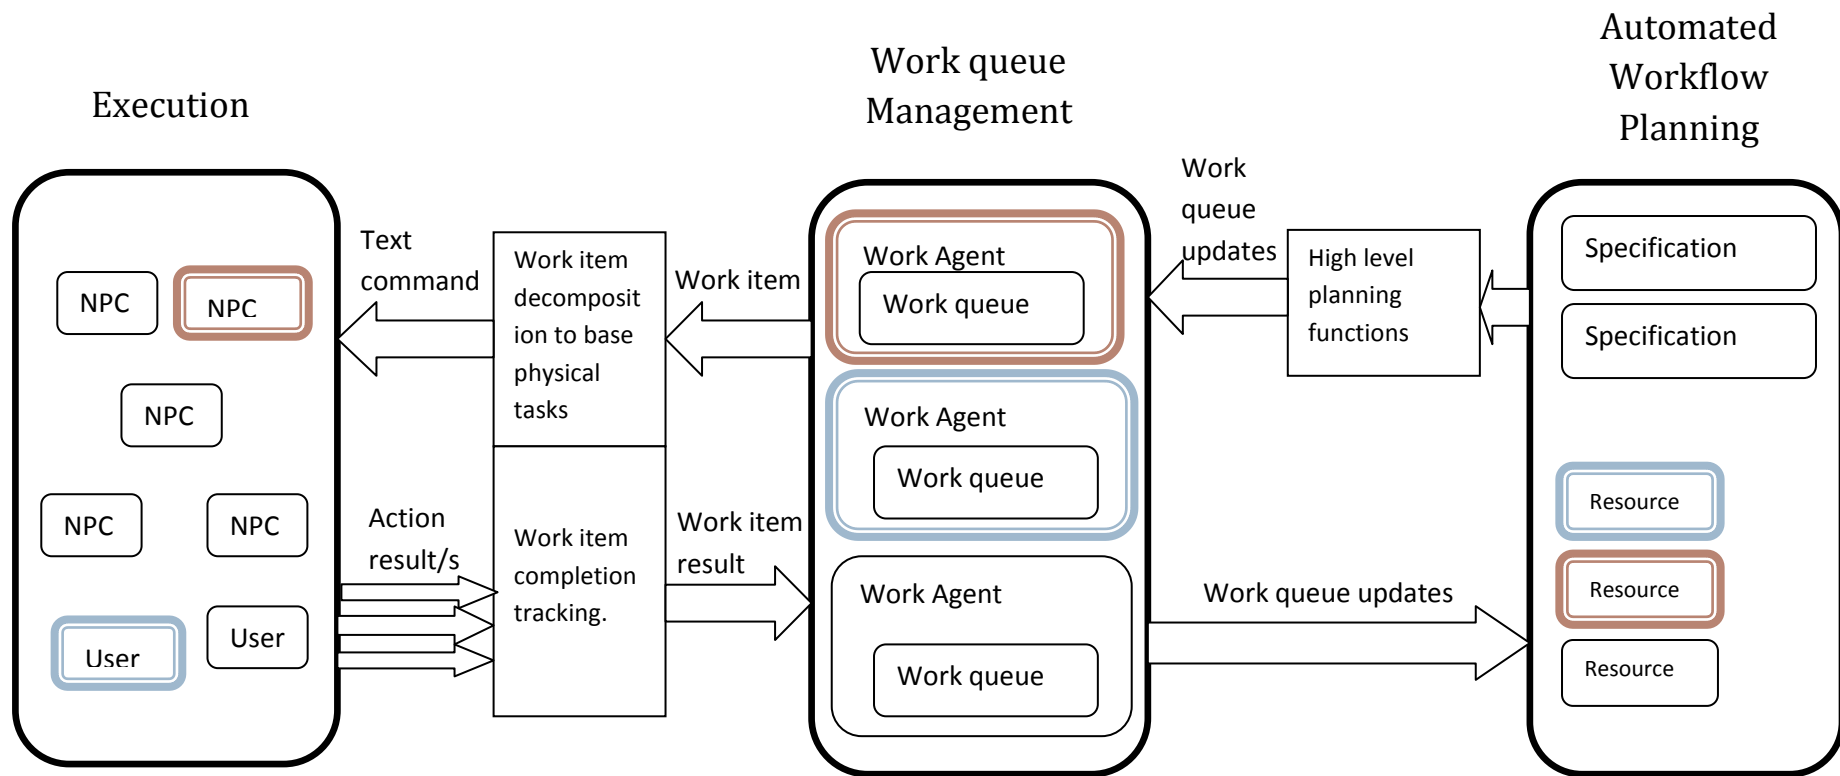 Execution
Work queue
Management
Automated
Workflow
Planning
NPC
NPC
NPC
NPC
NPC
User
User
Text
command
Action
result/s
Work item
decomposit
ion to base
physical
tasks
Work item
completion
tracking.
Work item
Work item
result
Work Agent
Work queue
Work Agent
Work queue
Work Agent
Work queue
Work
queue
updates
High level
planning
functions
Work queue updates
Specification
Specification
Resource
Resource
Resource